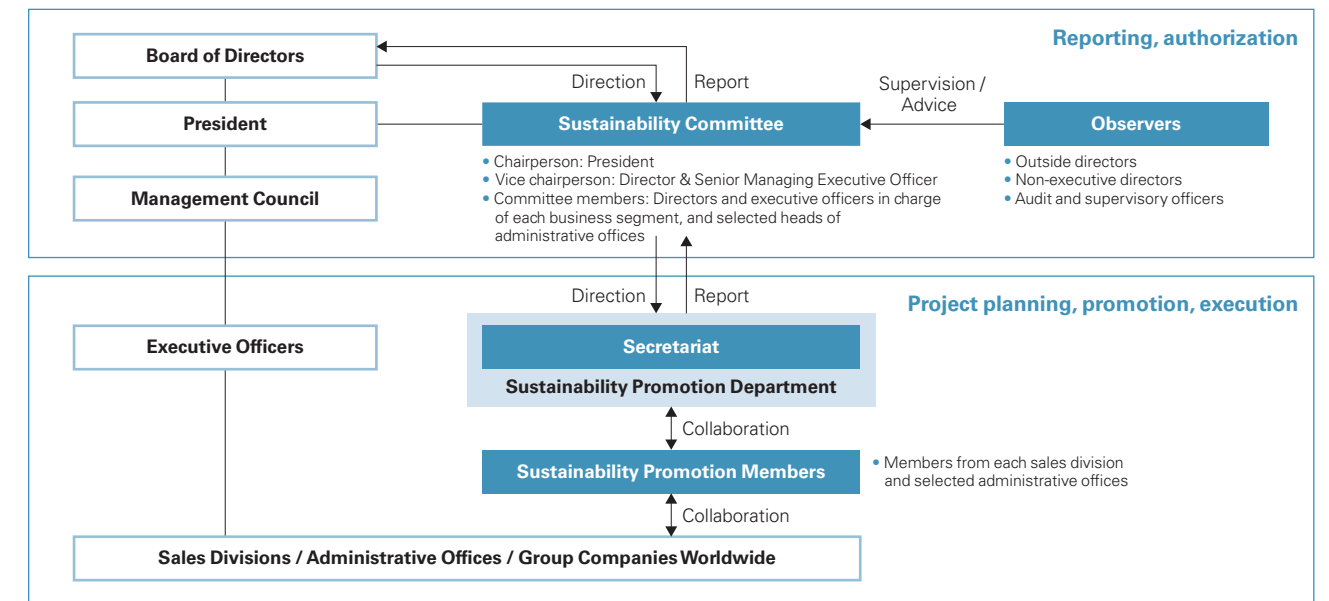 Reporting, authorization
Board of Directors
Direction
Report
Supervision /
Advice
President
Sustainability Committee
Observers
• Chairperson: President
• Vice chairperson: Director & Senior Managing Executive Officer
• Committee members: Directors and executive officers in charge
of each business segment, and selected heads of
administrative offices
• Outside directors
• Non-executive directors
• Audit and supervisory officers
Management Council
Direction
Report
Project planning, promotion, execution
Executive Officers
Secretariat
Sustainability Promotion Department
Collaboration
Sustainability Promotion Members
• Members from each sales division
and selected administrative offices
Collaboration
Sales Divisions / Administrative Offices / Group Companies Worldwide